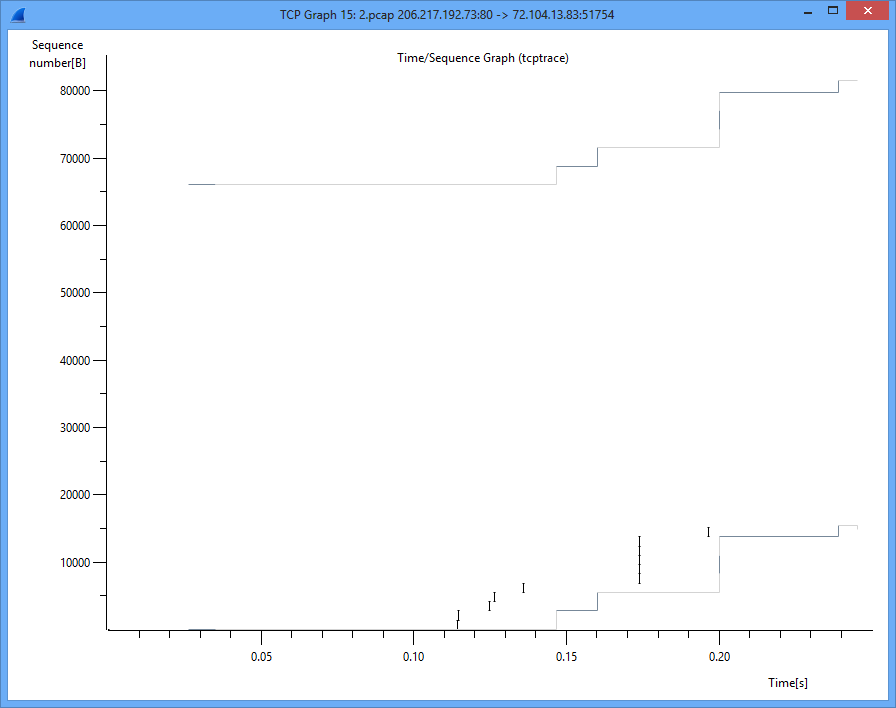 TCP Graph 15: 2.pcap 206.217.192.73:80 -> 72.104.13.83:51754
Sequence
number[B]
Time/Sequence Graph (tcptrace)
80000
70000
60000
50000
40000
30000
20000
10000
0.05 0.10 0.15 0.20
Time[s]